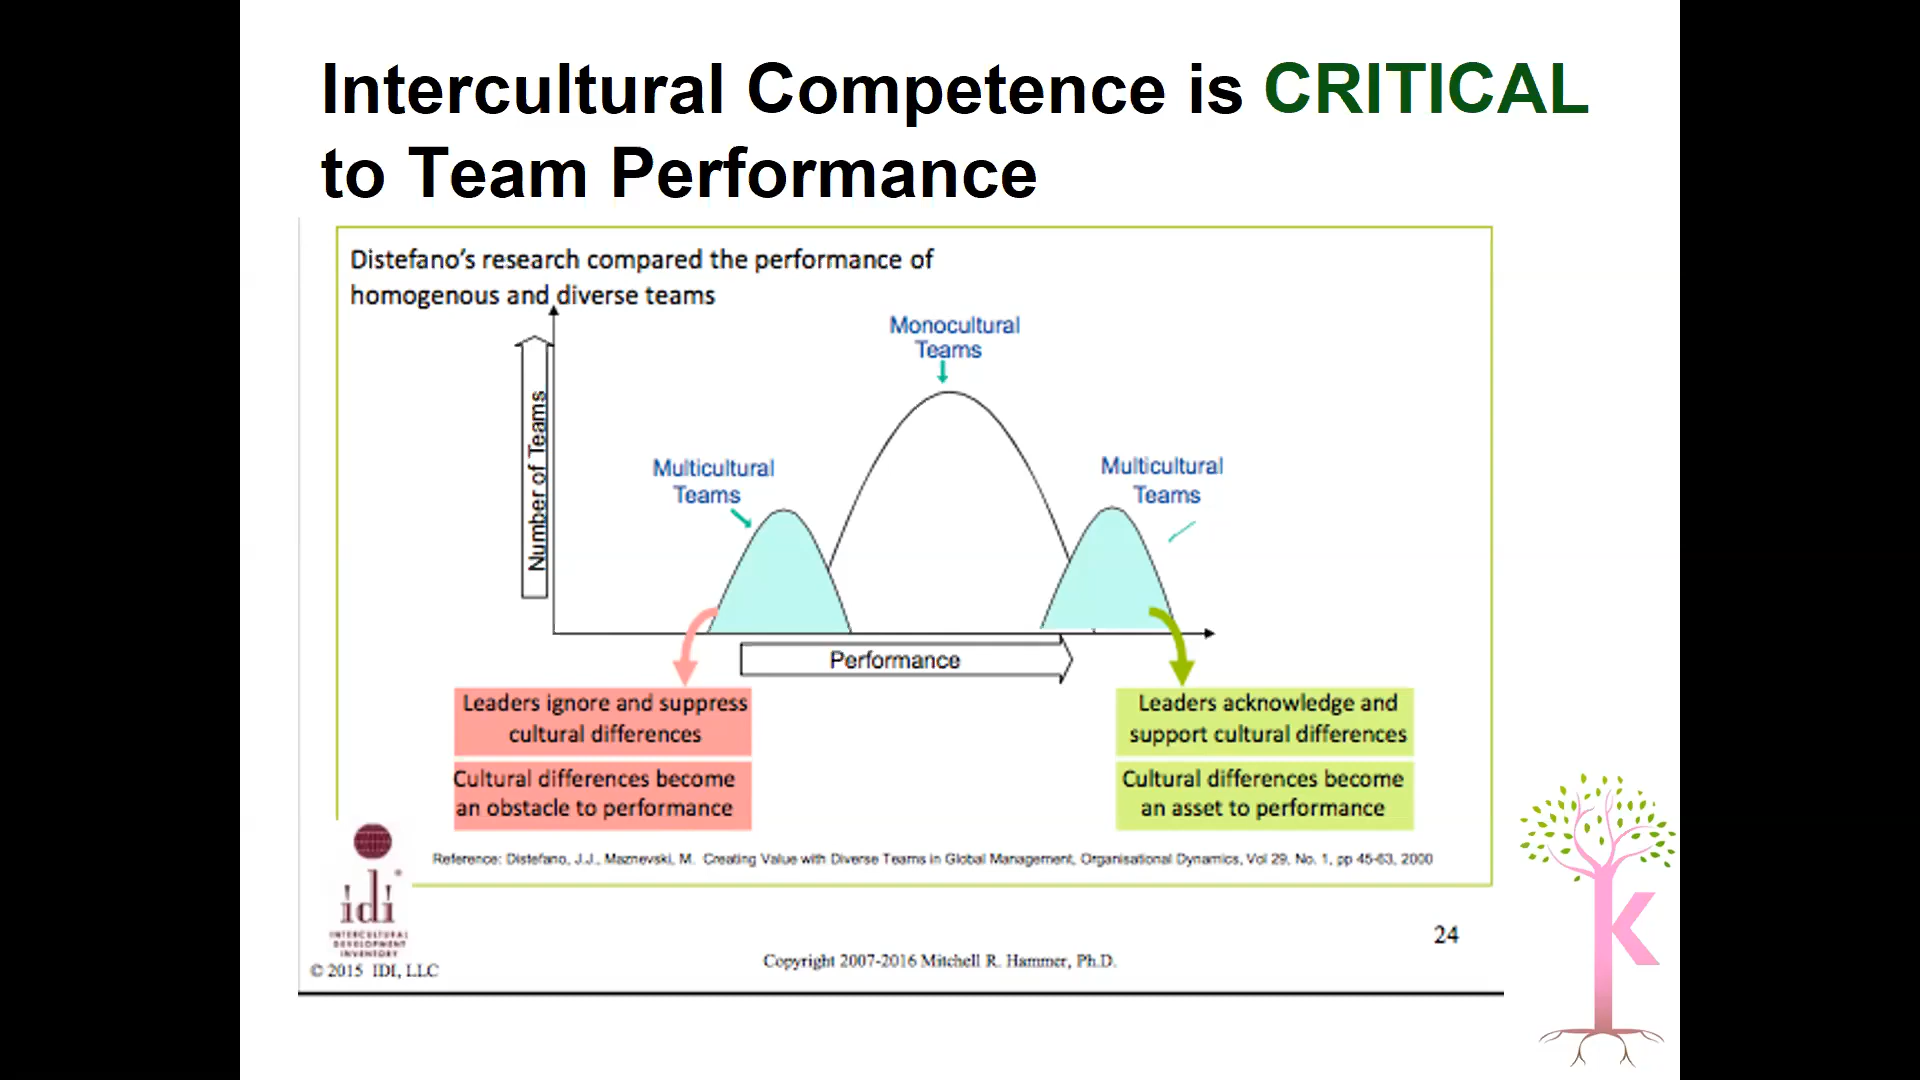 Intercultural Competence is CRITICAL
to Team Performance
Distefano's research compared the performance of
homogenous and diverse teams
Monocultural
Teams
Multicultural
Teams
Multicultural
Teams
Number of Teams
Performance
Leaders ignore and suppress
cultural differences
Cultural differences become
an obstacle to performance
Leaders acknowledge and
support cultural differences
Cultural differences become
an asset to performance
Reference: Distefano, J.J., Maznevski, M. Creating Value with Diverse Teams in Global Management, Organisational Dynamics, Vol 29, No. 1, pp 45-63, 2000
idi®
INTERCULTURAL
DEVELOPMENT
INVENTORY
© 2015 IDI, LLC
Copyright 2007-2016 Mitchell R. Hammer, Ph.D.
24
K